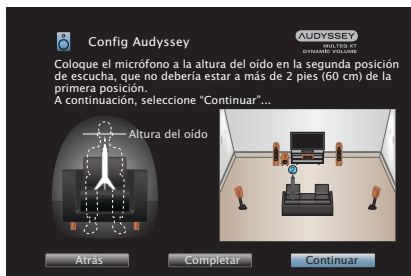 Config Audyssey
AUDYSSEY
MULTEQ XT
DYNAMIC VOLUME
Coloque el micrófono a la altura del oído en la segunda posición
de escucha, que no debería estar a más de 2 pies (60 cm) de la
primera posición.
A continuación, seleccione “Continuar”...
Altura del oído
Atrás
Completar
Continuar